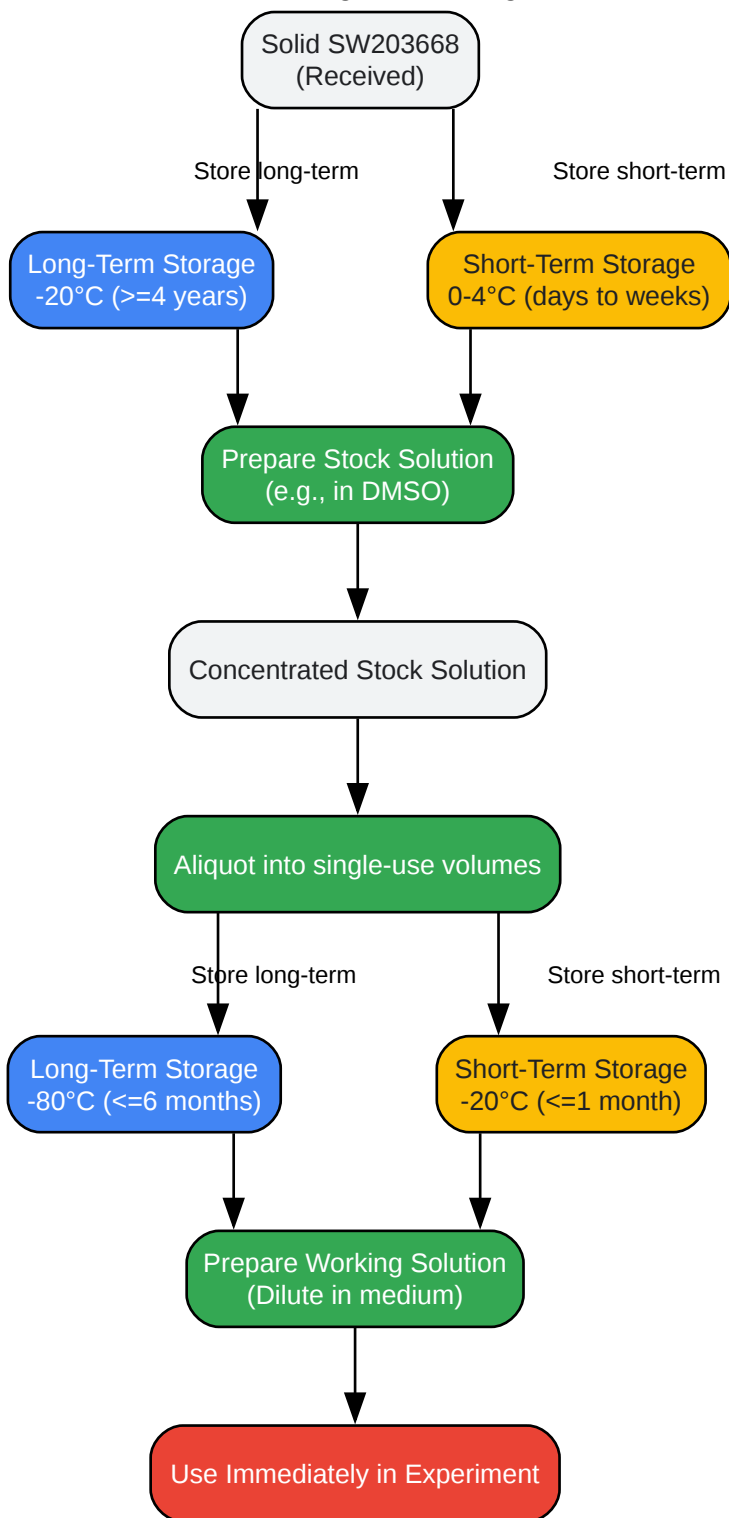 Solid SW203668
(Received)
Store long-term
Store short-term
Long-Term Storage
-20°C (>=4 years)
Short-Term Storage
0-4°C (days to weeks)
Prepare Stock Solution
(e.g., in DMSO)
Concentrated Stock Solution
Aliquot into single-use volumes
Store long-term
Store short-term
Long-Term Storage
-80°C (<=6 months)
Short-Term Storage
-20°C (<=1 month)
Prepare Working Solution
(Dilute in medium)
Use Immediately in Experiment